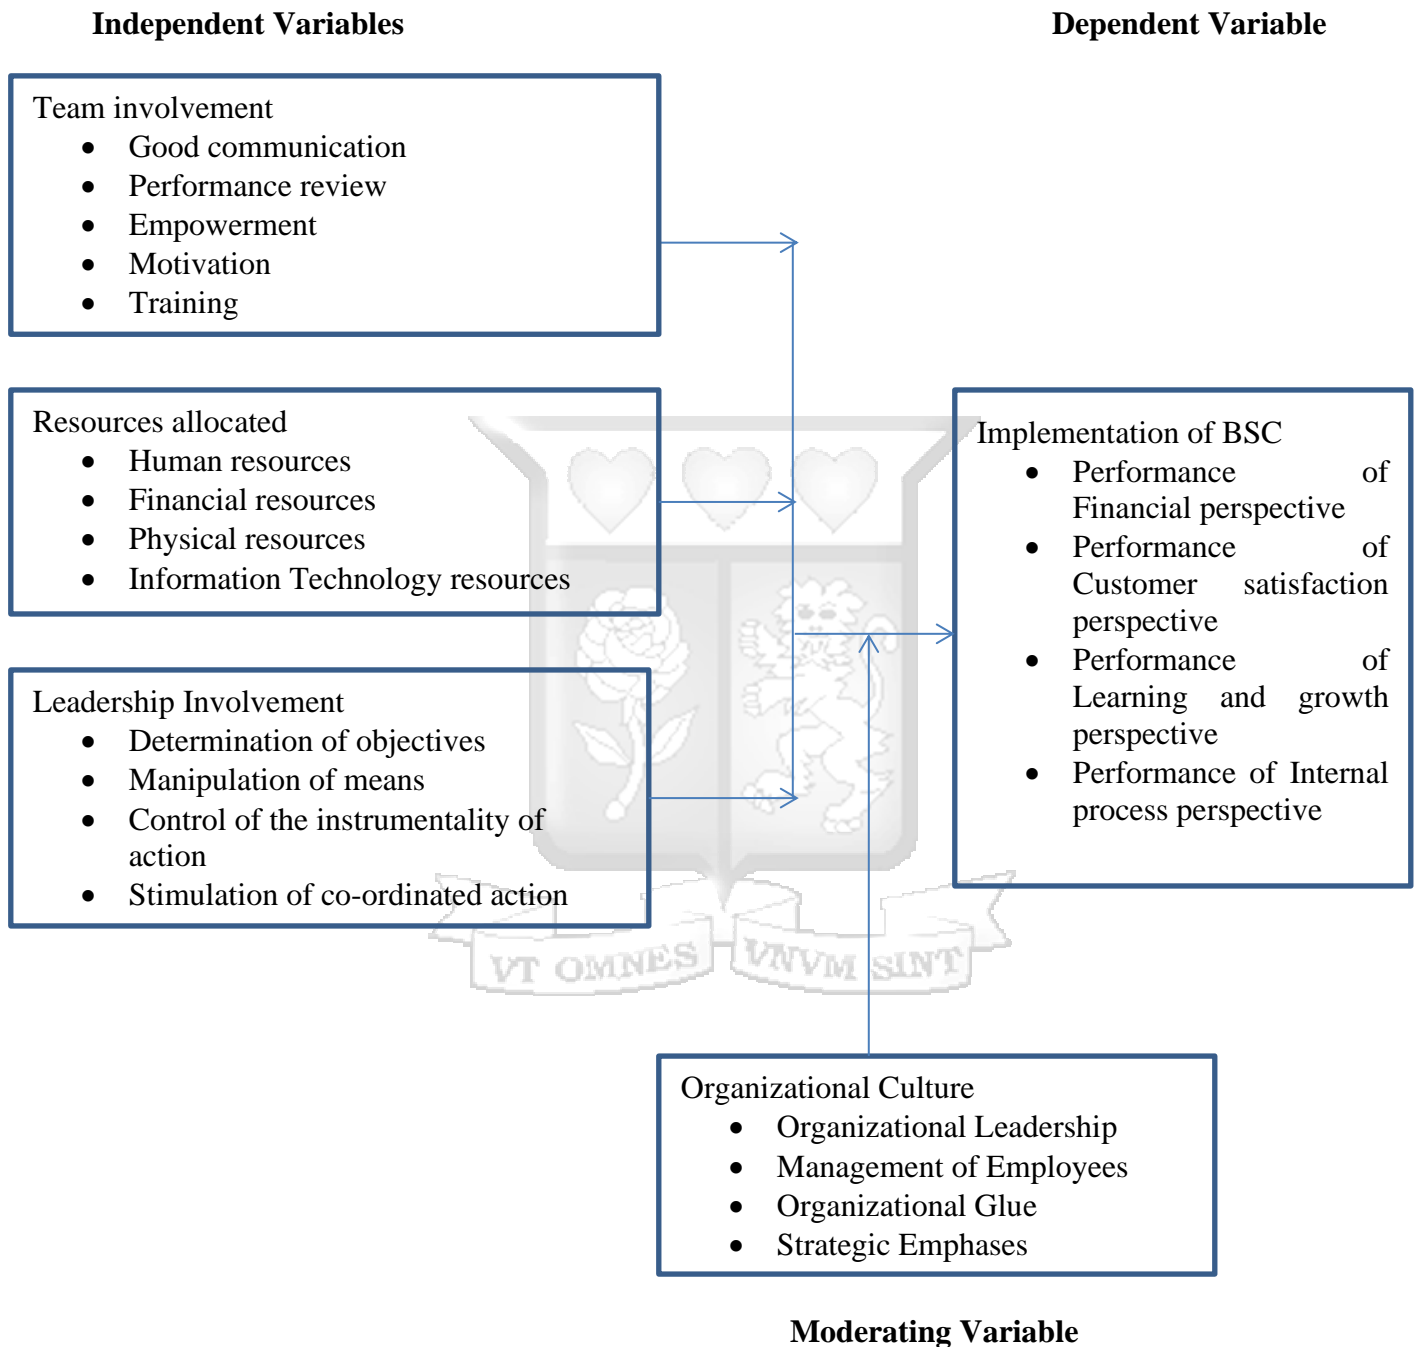 Independent Variables
Dependent Variable
Team involvement
• Good communication
• Performance review
• Empowerment
• Motivation
• Training
Resources allocated
• Human resources
• Financial resources
• Physical resources
• Information Technology resources
Leadership Involvement
• Determination of objectives
• Manipulation of means
• Control of the instrumentality of
action
• Stimulation of co-ordinated action
Implementation of BSC
• Performance of
Financial perspective
• Performance of
Customer satisfaction
perspective
• Performance of
Learning and growth
perspective
• Performance of Internal
process perspective
VT OMNES VNVM SINT
Organizational Culture
• Organizational Leadership
• Management of Employees
• Organizational Glue
• Strategic Emphases
Moderating Variable